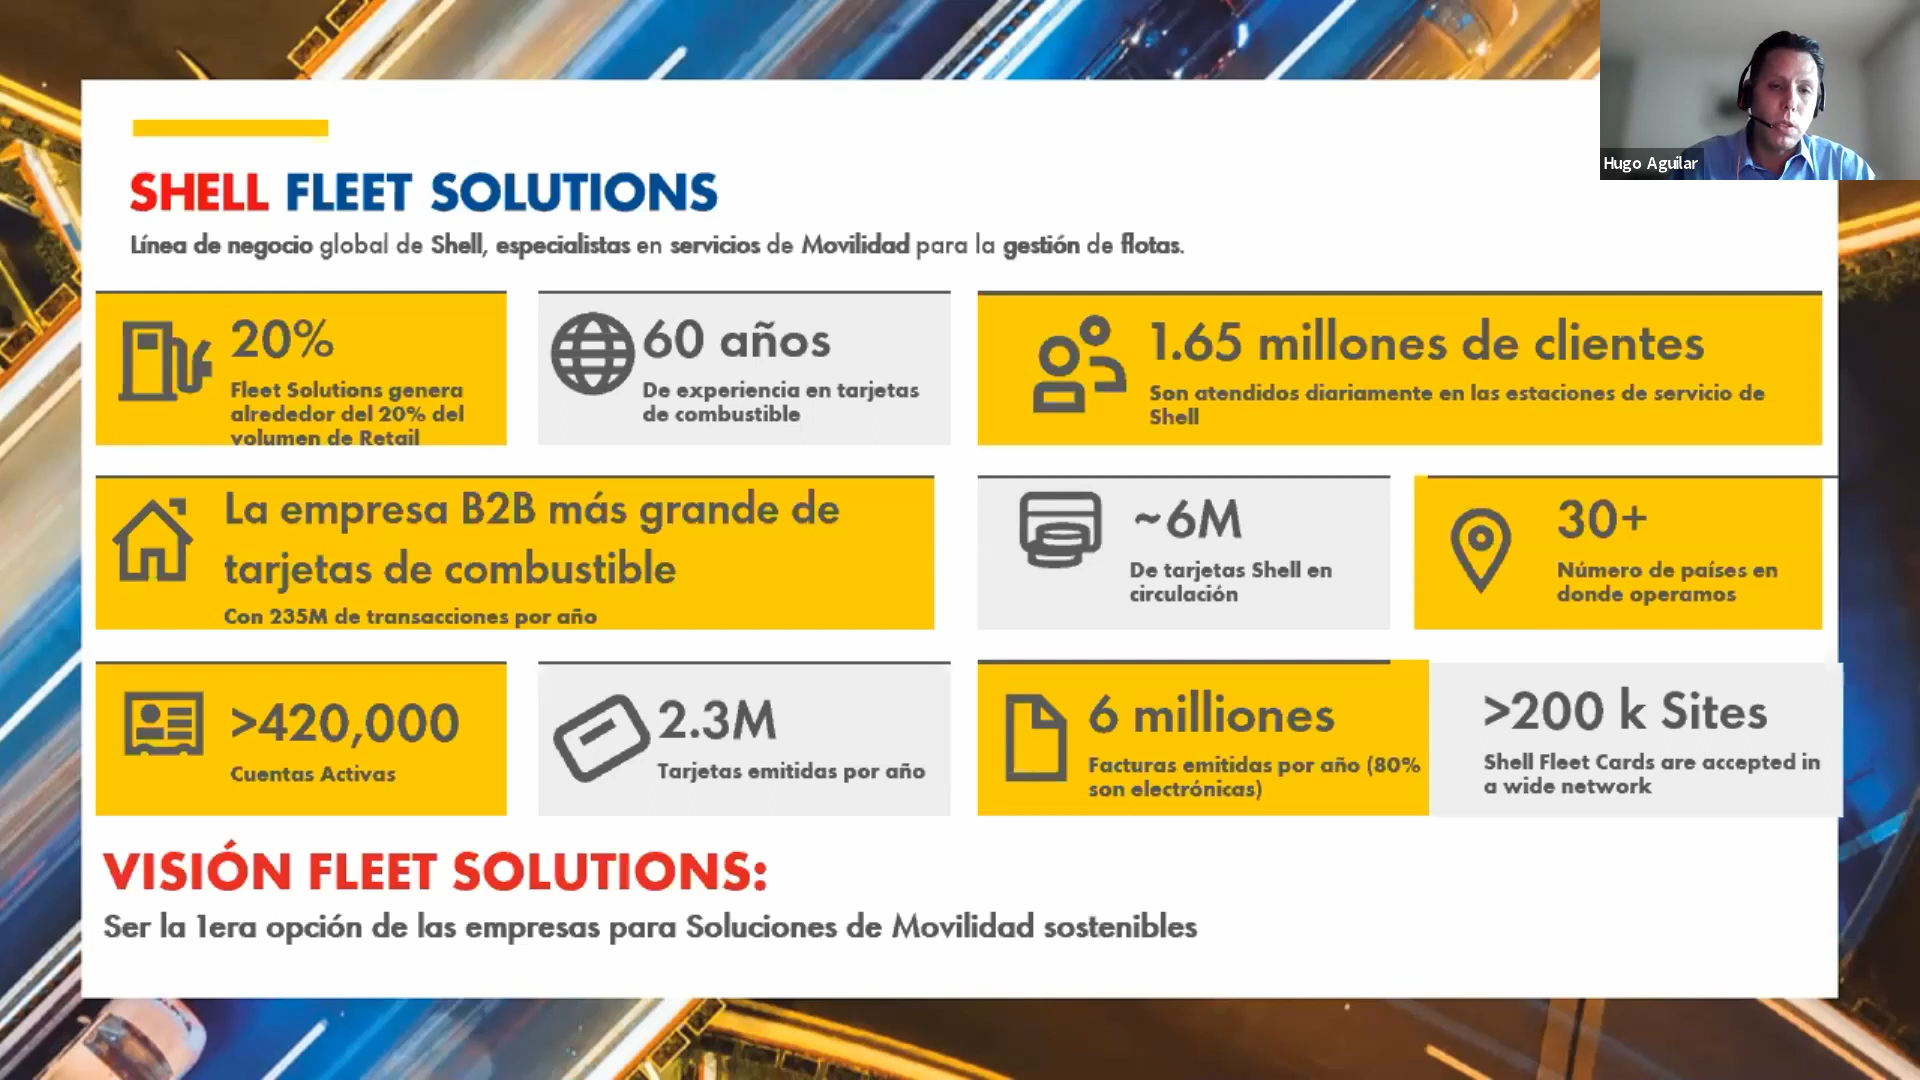 Hugo Aguilar
SHELL FLEET SOLUTIONS
Línea de negocio global de Shell, especialistas en servicios de Movilidad para la gestión de flotas.
20%
Fleet Solutions genera
alrededor del 20% del
volumen de Retail
60 años
De experiencia en tarjetas
de combustible
1.65 millones de clientes
Son atendidos diariamente en las estaciones de servicio de
Shell
La empresa B2B más grande de
tarjetas de combustible
Con 235M de transacciones por año
~6M
De tarjetas Shell en
circulación
30+
Número de países en
donde operamos
>420,000
Cuentas Activas
2.3M
Tarjetas emitidas por año
6 milliones
Facturas emitidas por año (80%
son electrónicas)
>200 k Sites
Shell Fleet Cards are accepted in
a wide network
VISIÓN FLEET SOLUTIONS:
Ser la 1era opción de las empresas para Soluciones de Movilidad sostenibles